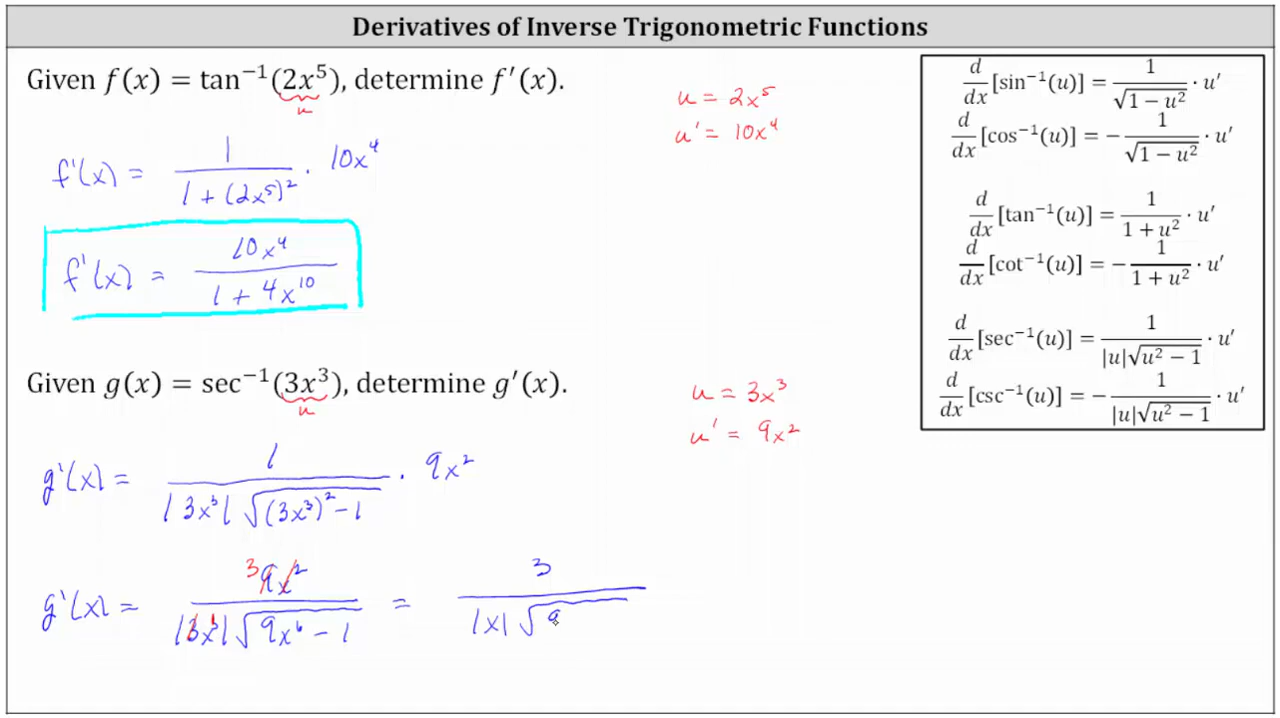 Derivatives of Inverse Trigonometric Functions
Given f(x) = tan⁻¹(2x⁵), determine f′(x).
u
u = 2x⁵
u' = 10x⁴
f'(x) = 1 / (1 + (2x⁵)²) · 10x⁴
f'(x) = 10x⁴ / (1 + 4x¹⁰)
Given g(x) = sec⁻¹(3x³), determine g′(x).
u
u = 3x³
u' = 9x²
g'(x) = 1 / (|3x³| √((3x³)² − 1)) · 9x²
g'(x) = 3 9x² / (|3x³| √(9x⁶ − 1)) = 3 / (|x| √9
d/dx [sin⁻¹(u)] = 1/√(1 − u²) · u′
d/dx [cos⁻¹(u)] = − 1/√(1 − u²) · u′
d/dx [tan⁻¹(u)] = 1/(1 + u²) · u′
d/dx [cot⁻¹(u)] = − 1/(1 + u²) · u′
d/dx [sec⁻¹(u)] = 1/(|u|√(u² − 1)) · u′
d/dx [csc⁻¹(u)] = − 1/(|u|√(u² − 1)) · u′